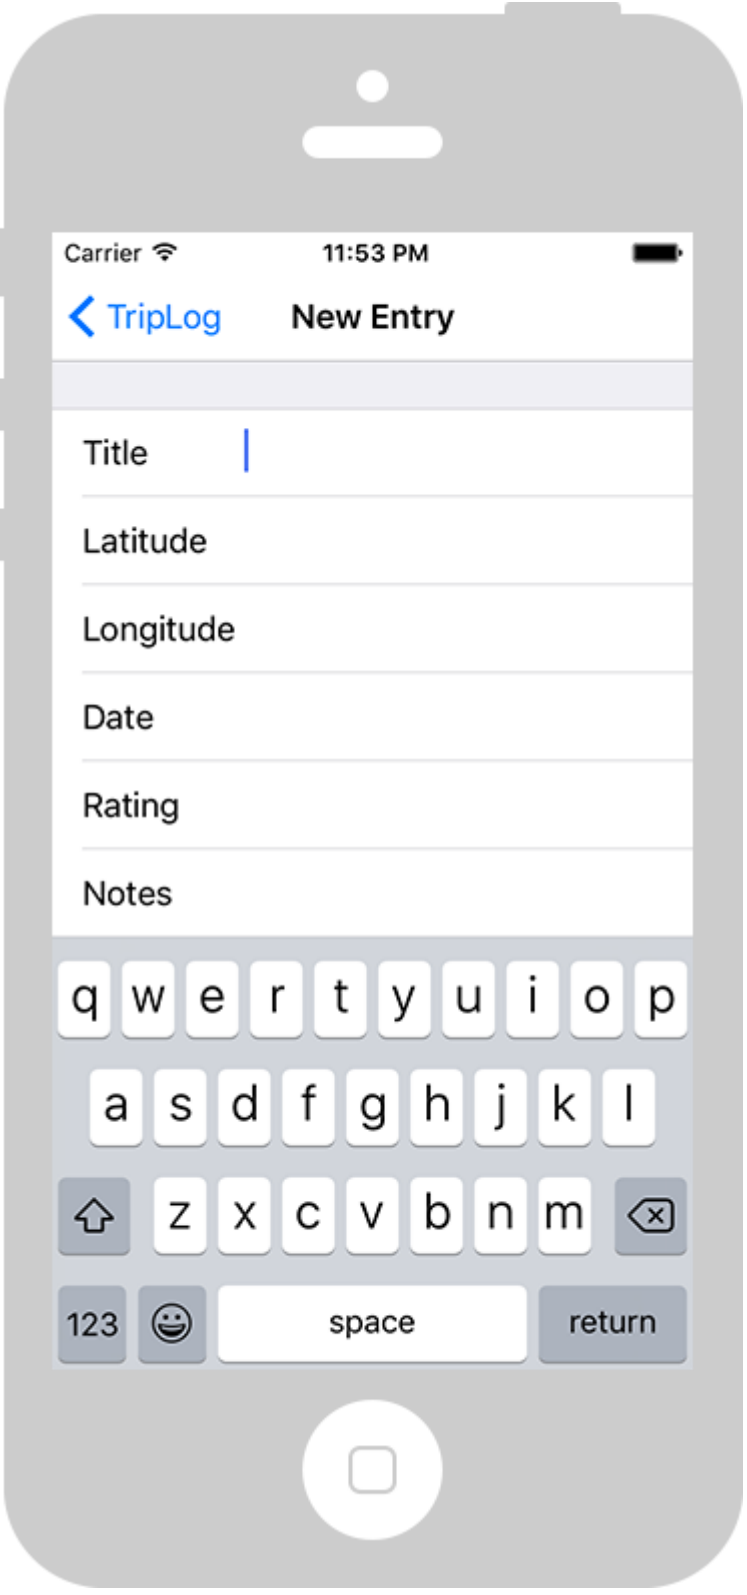 Carrier 11:53 PM
TripLog New Entry
Title
Latitude
Longitude
Date
Rating
Notes
q w e r t y u i o p
a s d f g h j k l
z x c v b n m
123 space return